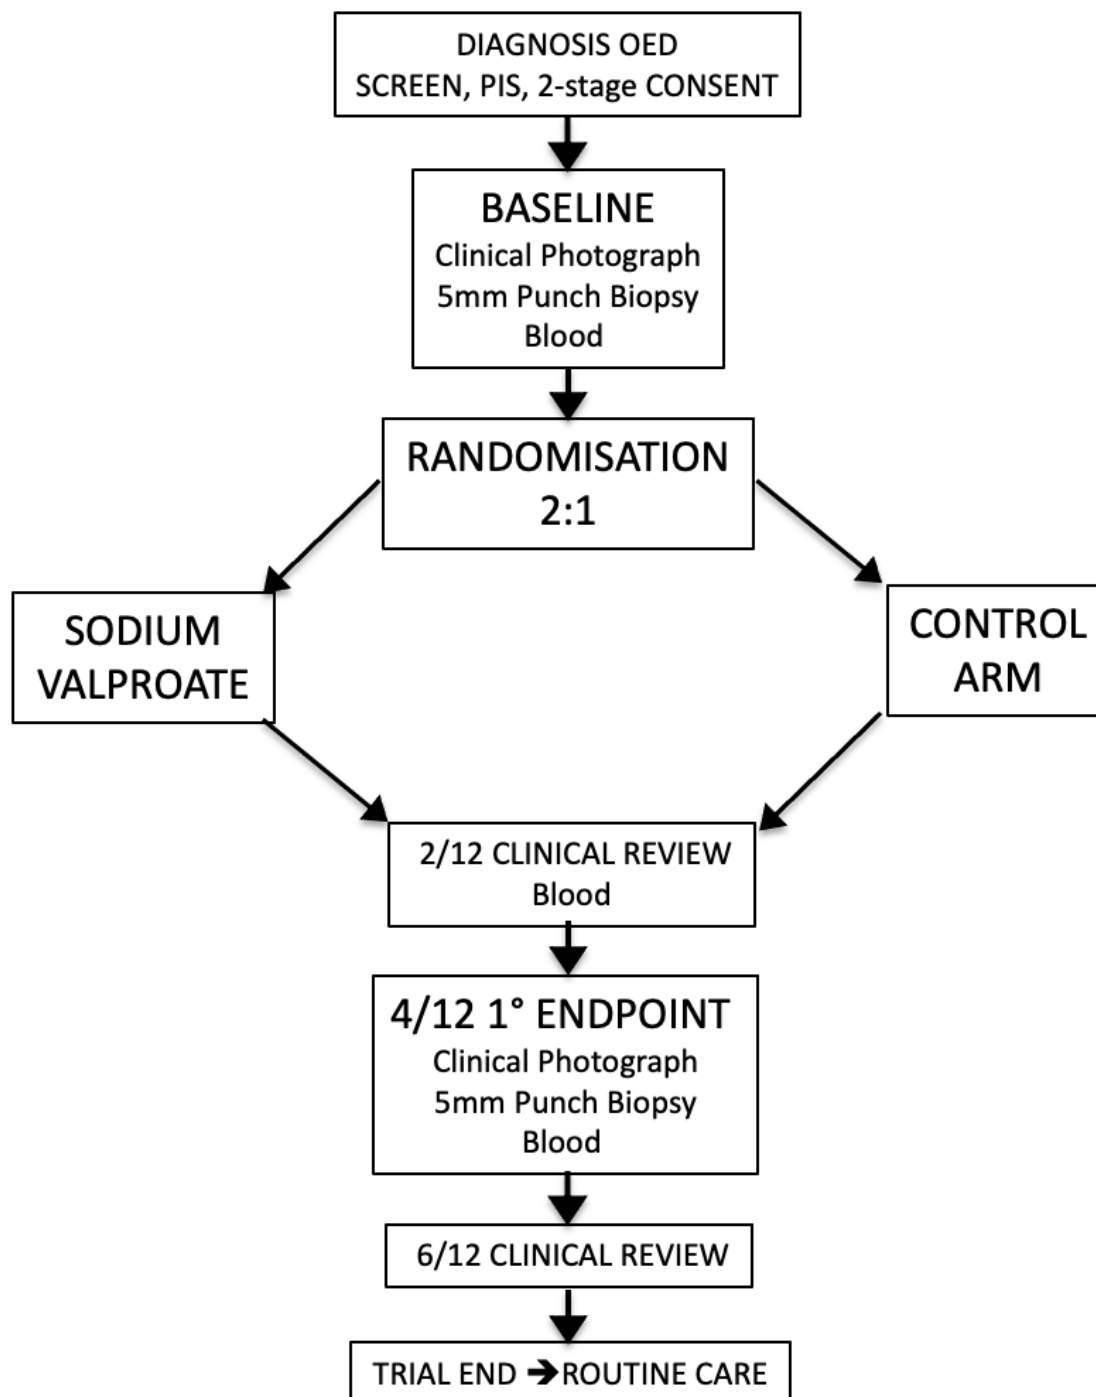 DIAGNOSIS OED
SCREEN, PIS, 2-stage CONSENT
BASELINE
Clinical Photograph
5mm Punch Biopsy
Blood
RANDOMISATION
2:1
SODIUM
VALPROATE
CONTROL
ARM
2/12 CLINICAL REVIEW
Blood
4/12 1° ENDPOINT
Clinical Photograph
5mm Punch Biopsy
Blood
6/12 CLINICAL REVIEW
TRIAL END ➔ROUTINE CARE